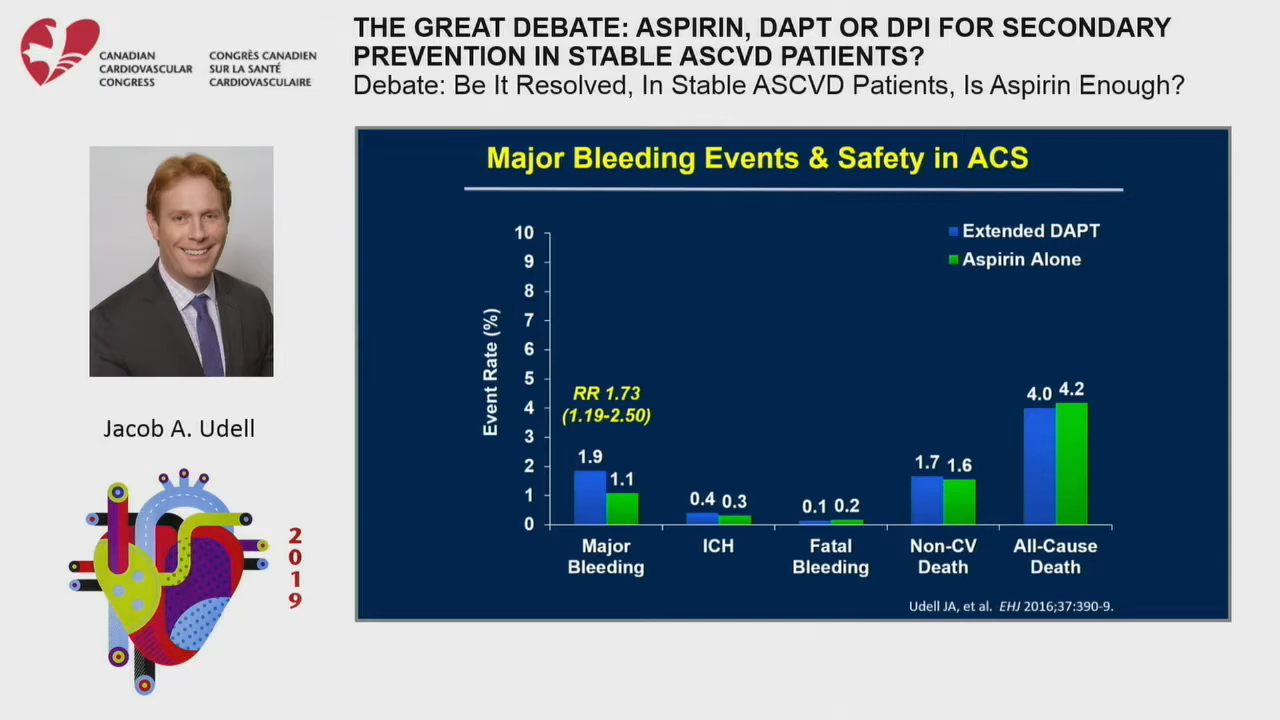 CANADIAN
CARDIOVASCULAR
CONGRESS
CONGRÈS CANADIEN
SUR LA SANTÉ
CARDIOVASCULAIRE
THE GREAT DEBATE: ASPIRIN, DAPT OR DPI FOR SECONDARY
PREVENTION IN STABLE ASCVD PATIENTS?
Debate: Be It Resolved, In Stable ASCVD Patients, Is Aspirin Enough?
Jacob A. Udell
2
0
1
9
Major Bleeding Events & Safety in ACS
Extended DAPT
Aspirin Alone
Event Rate (%)
10
9
8
7
6
5
4
3
2
1
0
RR 1.73
(1.19-2.50)
1.9
1.1
0.4
0.3
0.1
0.2
1.7
1.6
4.0
4.2
Major
Bleeding
ICH
Fatal
Bleeding
Non-CV
Death
All-Cause
Death
Udell JA, et al. EHJ 2016;37:390-9.